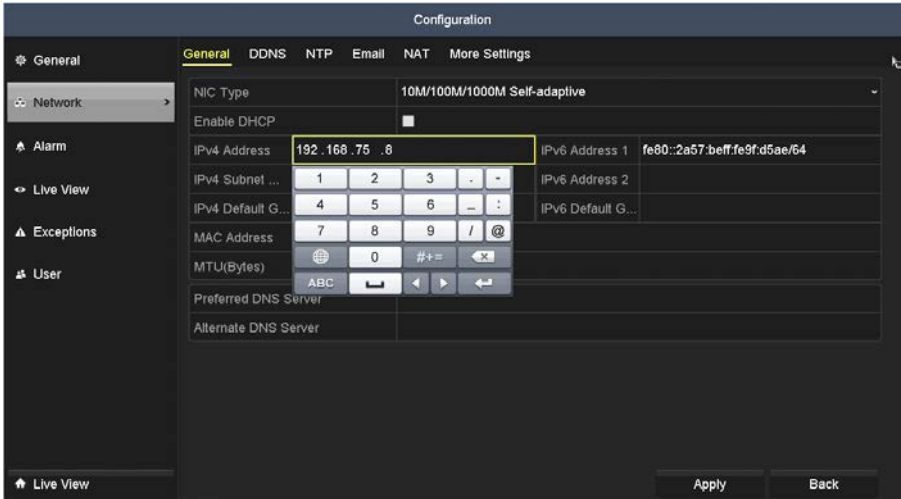 Configuration
General
Network
Alarm
Live View
Exceptions
User
Live View
General DDNS NTP Email NAT More Settings
NIC Type 10M/100M/1000M Self-adaptive
Enable DHCP
IPv4 Address 192.168.75 .8 IPv6 Address 1 fe80::2a57:beff:fe9f:d5ae/64
IPv4 Subnet ... IPv6 Address 2
IPv4 Default G... IPv6 Default G...
MAC Address
MTU(Bytes)
Preferred DNS Server
Alternate DNS Server
1 2 3 . -
4 5 6 _ :
7 8 9 / @
0 #+=
ABC
Apply Back